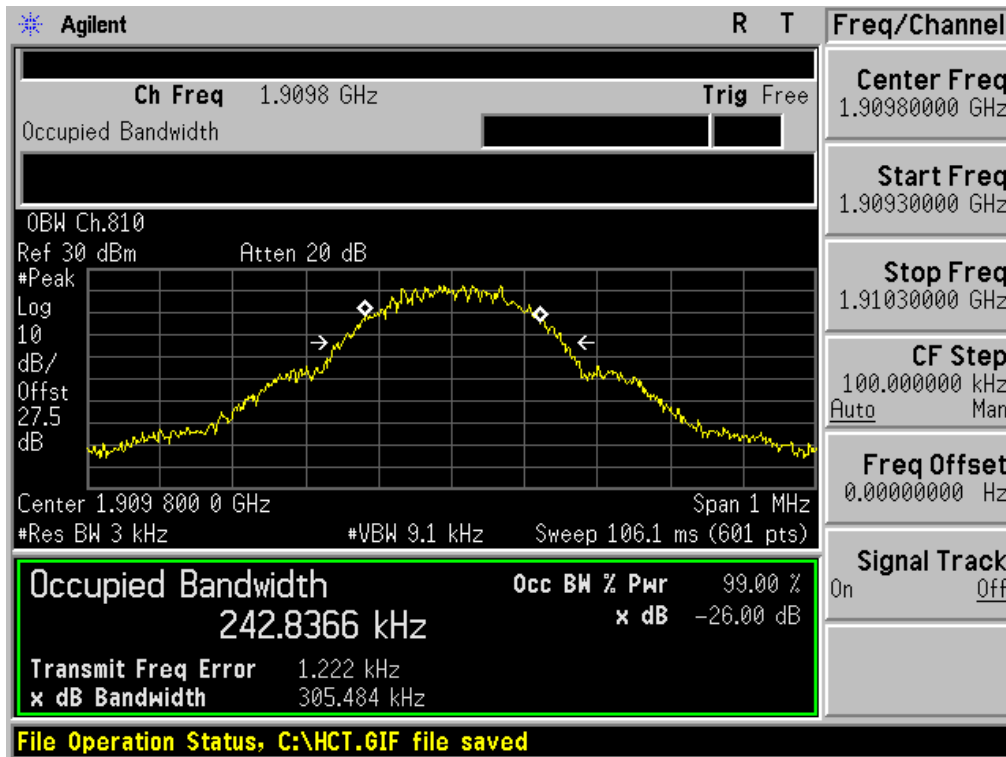 Agilent R T Freq/Channel
Ch Freq 1.9098 GHz Trig Free
Occupied Bandwidth
Center Freq
1.90980000 GHz
Start Freq
1.90930000 GHz
Stop Freq
1.91030000 GHz
CF Step
100.000000 kHz
Auto Man
Freq Offset
0.00000000 Hz
Signal Track
On Off
OBW Ch.810
Ref 30 dBm Atten 20 dB
#Peak
Log
10
dB/
Offst
27.5
dB
Center 1.909 800 0 GHz Span 1 MHz
#Res BW 3 kHz #VBW 9.1 kHz Sweep 106.1 ms (601 pts)
Occupied Bandwidth Occ BW % Pwr 99.00 %
242.8366 kHz x dB -26.00 dB
Transmit Freq Error 1.222 kHz
x dB Bandwidth 305.484 kHz
File Operation Status, C:\HCT.GIF file saved